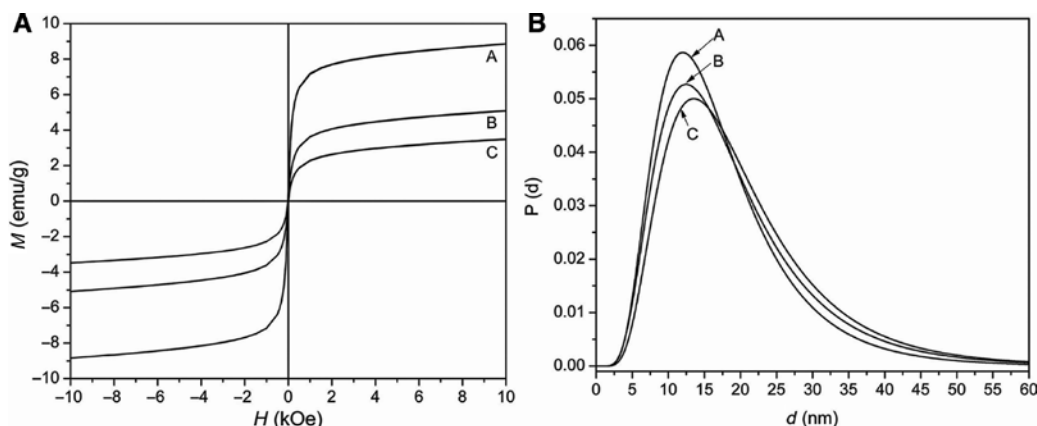 A
M (emu/g)
10
8
6
4
2
0
−2
−4
−6
−8
−10
A
B
C
−10 −8 −6 −4 −2 0 2 4 6 8 10
H (kOe)
B
P (d)
0.06
0.05
0.04
0.03
0.02
0.01
0.00
A
B
C
0 5 10 15 20 25 30 35 40 45 50 55 60
d (nm)